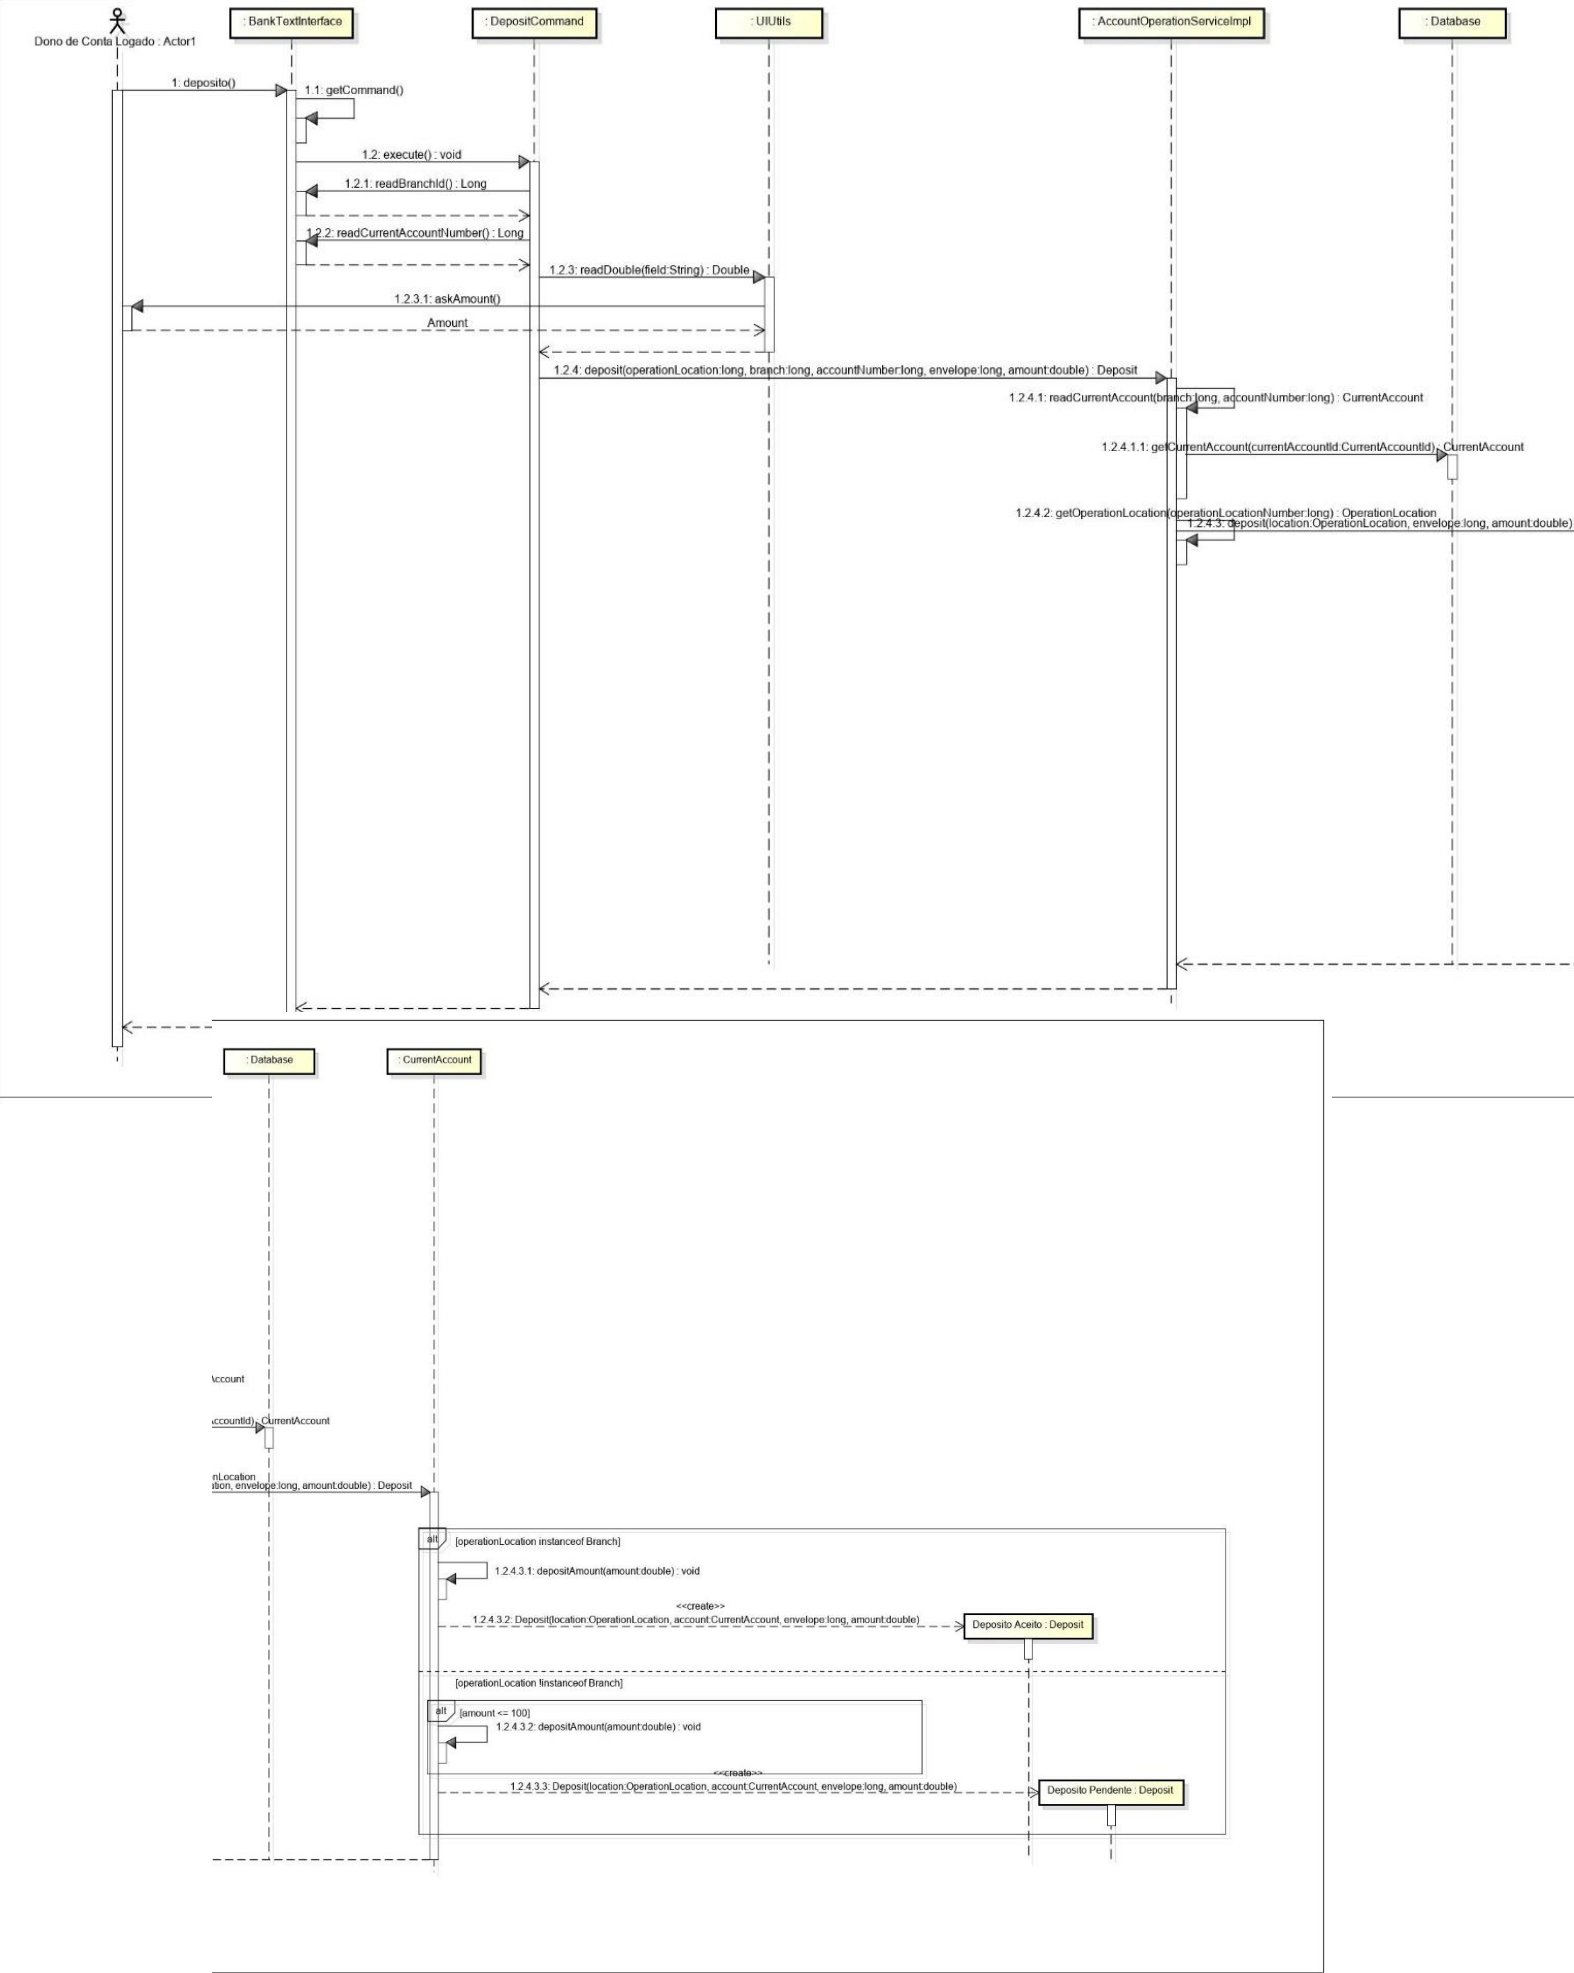 : BankTextInterface
: DepositCommand
: UIUtils
: AccountOperationServiceImpl
: Database
Dono de Conta Logado : Actor1
1: deposito()
1.1: getCommand()
1.2: execute() : void
1.2.1: readBranchId() : Long
1.2.2: readCurrentAccountNumber() : Long
1.2.3: readDouble(field:String) : Double
1.2.3.1: askAmount()
Amount
1.2.4: deposit(operationLocation:long, branch:long, accountNumber:long, envelope:long, amount:double) : Deposit
1.2.4.1: readCurrentAccount(branch:long, accountNumber:long) : CurrentAccount
1.2.4.1.1: getCurrentAccount(currentAccountId:CurrentAccountId) : CurrentAccount
1.2.4.2: getOperationLocation(operationLocationNumber:long) : OperationLocation
1.2.4.3: deposit(location:OperationLocation, envelope:long, amount:double)
: Database
: CurrentAccount
Account
AccountId) : CurrentAccount
nLocation
ation, envelope:long, amount:double) : Deposit
alt
[operationLocation instanceof Branch]
1.2.4.3.1: depositAmount(amount:double) : void
<<create>>
1.2.4.3.2: Deposit(location:OperationLocation, account:CurrentAccount, envelope:long, amount:double)
Deposito Aceito : Deposit
[operationLocation !instanceof Branch]
alt
[amount <= 100]
1.2.4.3.2: depositAmount(amount:double) : void
<<create>>
1.2.4.3.3: Deposit(location:OperationLocation, account:CurrentAccount, envelope:long, amount:double)
Deposito Pendente : Deposit